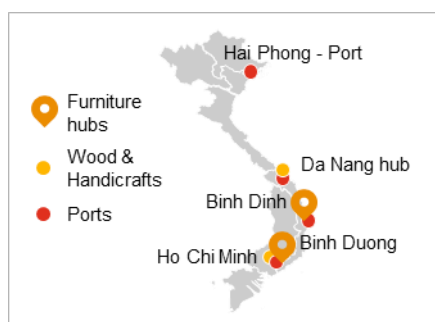 Hai Phong - Port
Furniture
hubs
Wood &
Handicrafts
Ports
Da Nang hub
Binh Dinh
Binh Duong
Ho Chi Minh